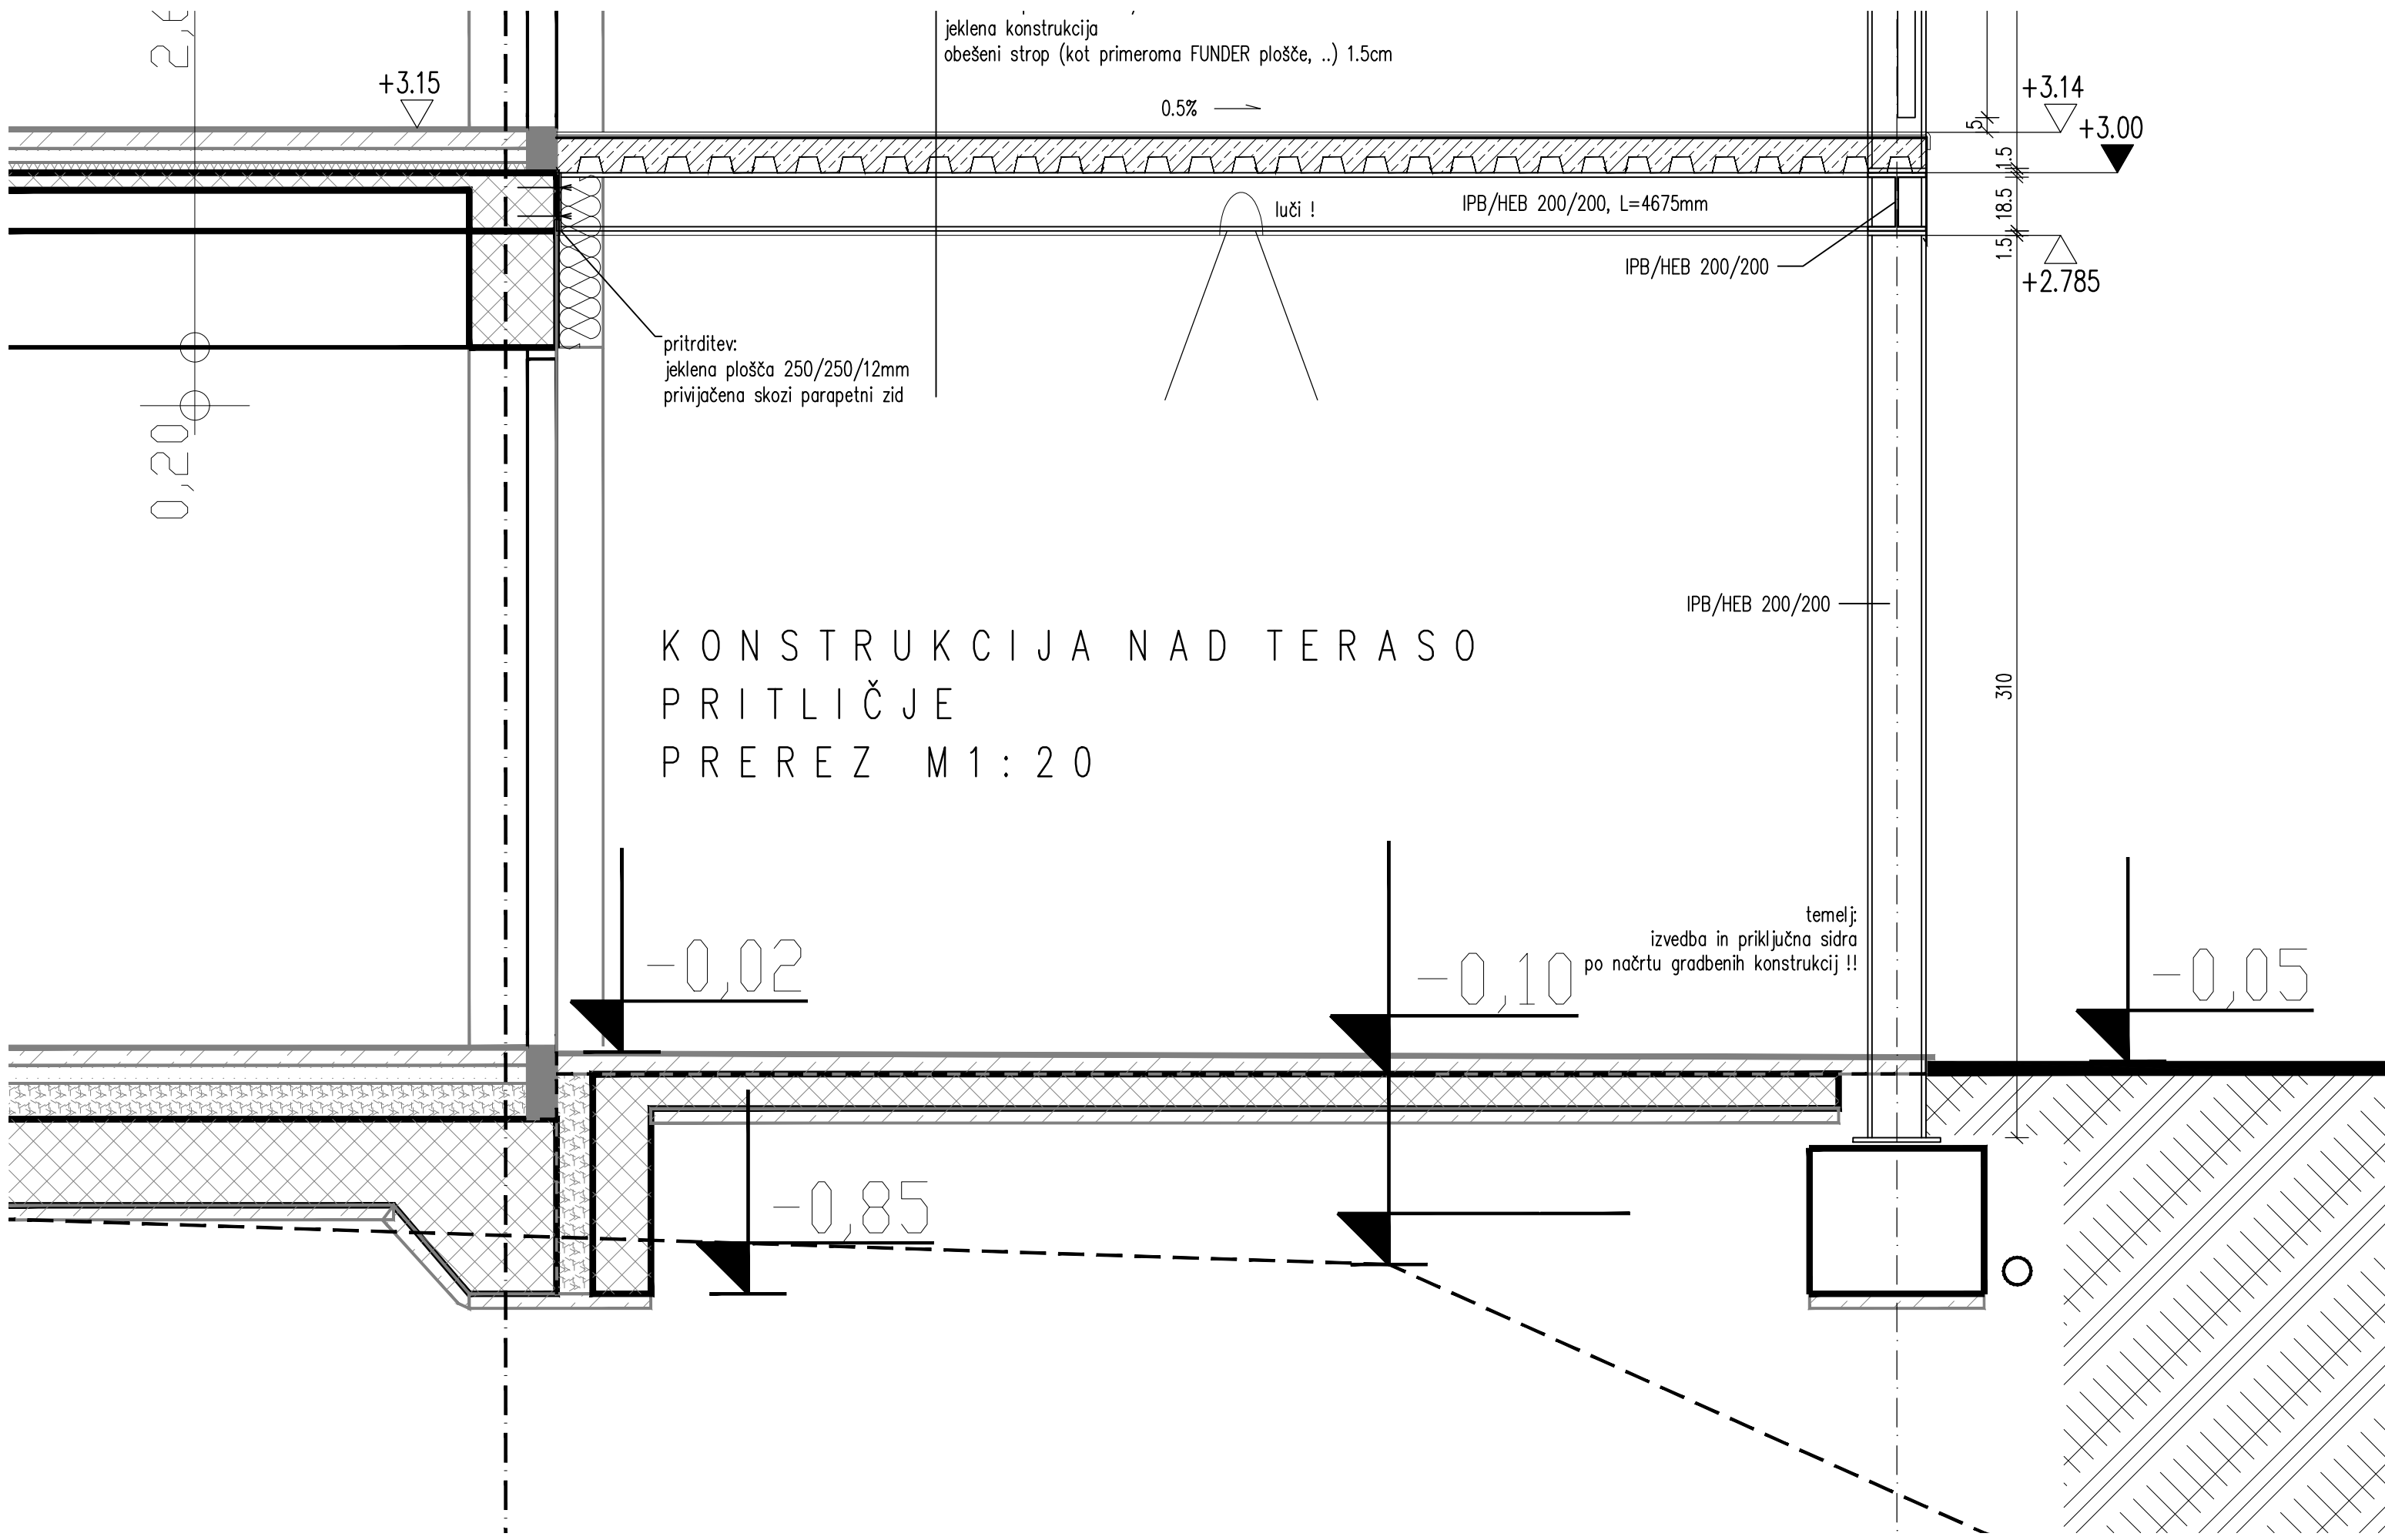 jeklena konstrukcija
obešeni strop (kot primeroma FUNDER plošče, ..) 1.5cm
0.5%
+3.15
+3.14
+3.00
5
1.5
18.5
1.5
+2.785
luči !
IPB/HEB 200/200, L=4675mm
IPB/HEB 200/200
pritrditev:
jeklena plošča 250/250/12mm
privijačena skozi parapetni zid
0,20
IPB/HEB 200/200
KONSTRUKCIJA NAD TERASO
PRITLIČJE
PREREZ M1:20
310
temelj:
izvedba in priključna sidra
po načrtu gradbenih konstrukcij !!
-0,02
-0,10
-0,05
-0,85